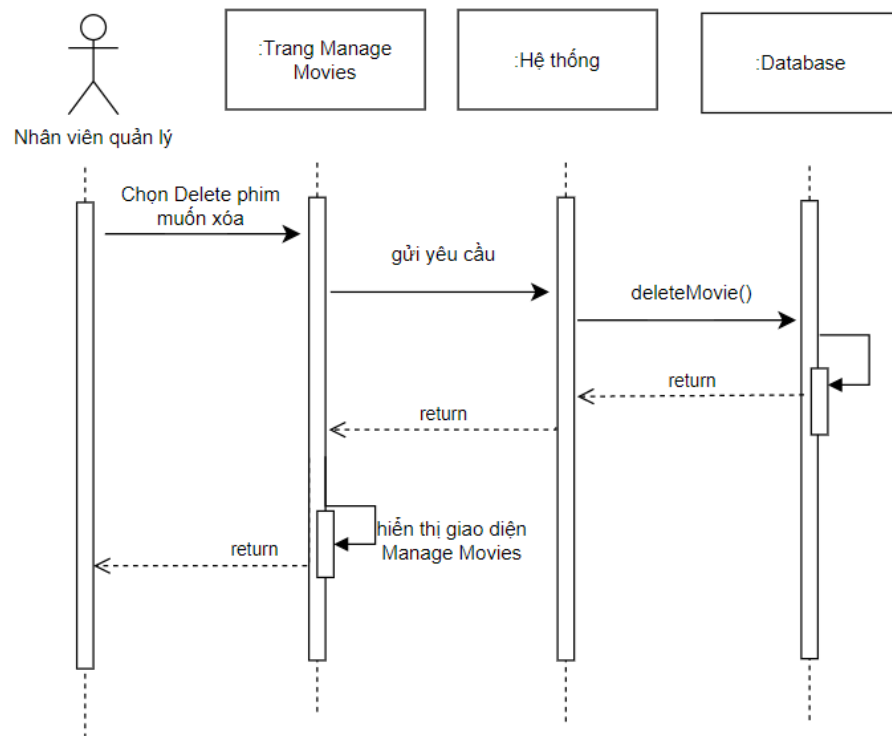 :Trang Manage
Movies
:Hệ thống
:Database
Nhân viên quản lý
Chọn Delete phim
muốn xóa
gửi yêu cầu
deleteMovie()
return
return
hiển thị giao diện
Manage Movies
return